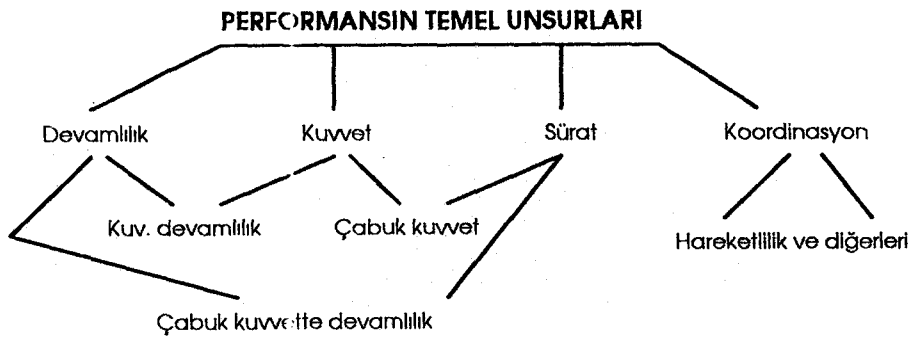 PERFORMANSIN TEMEL UNSURLARI
Devamlılık Kuvvet Sürat Koordinasyon
Kuv. devamlılık Çabuk kuvvet Hareketlilik ve diğerleri
Çabuk kuvvette devamlılık